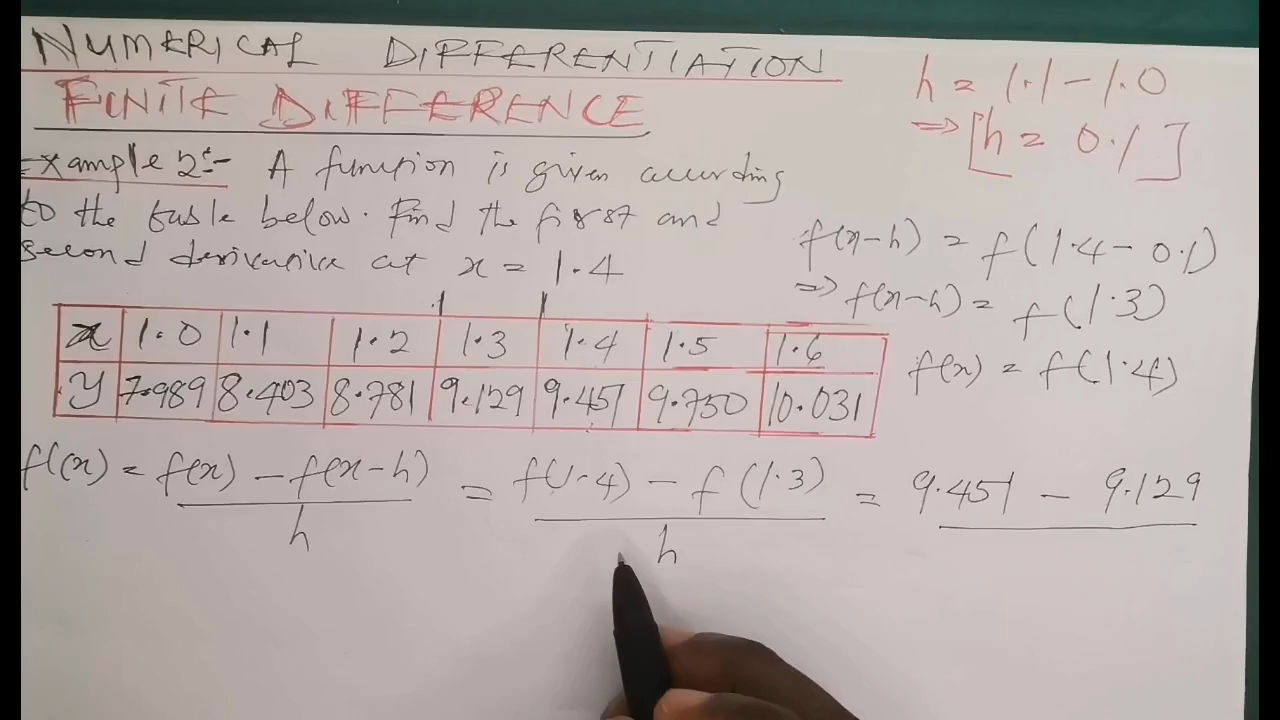 NUMERICAL DIFFERENTIATION
FINITE DIFFERENCE
Example 2:- A function is given according
to the table below. Find the first and
second derivative at x = 1.4
x 1.0 1.1 1.2 1.3 1.4 1.5 1.6
y 7.989 8.403 8.781 9.129 9.451 9.750 10.031
f'(x) = f(x) - f(x-h) / h = f(1.4) - f(1.3) / h = 9.451 - 9.129
h = 1.1 - 1.0
⇒ [h = 0.1]
f(x-h) = f(1.4 - 0.1)
⇒ f(x-h) = f(1.3)
f(x) = f(1.4)